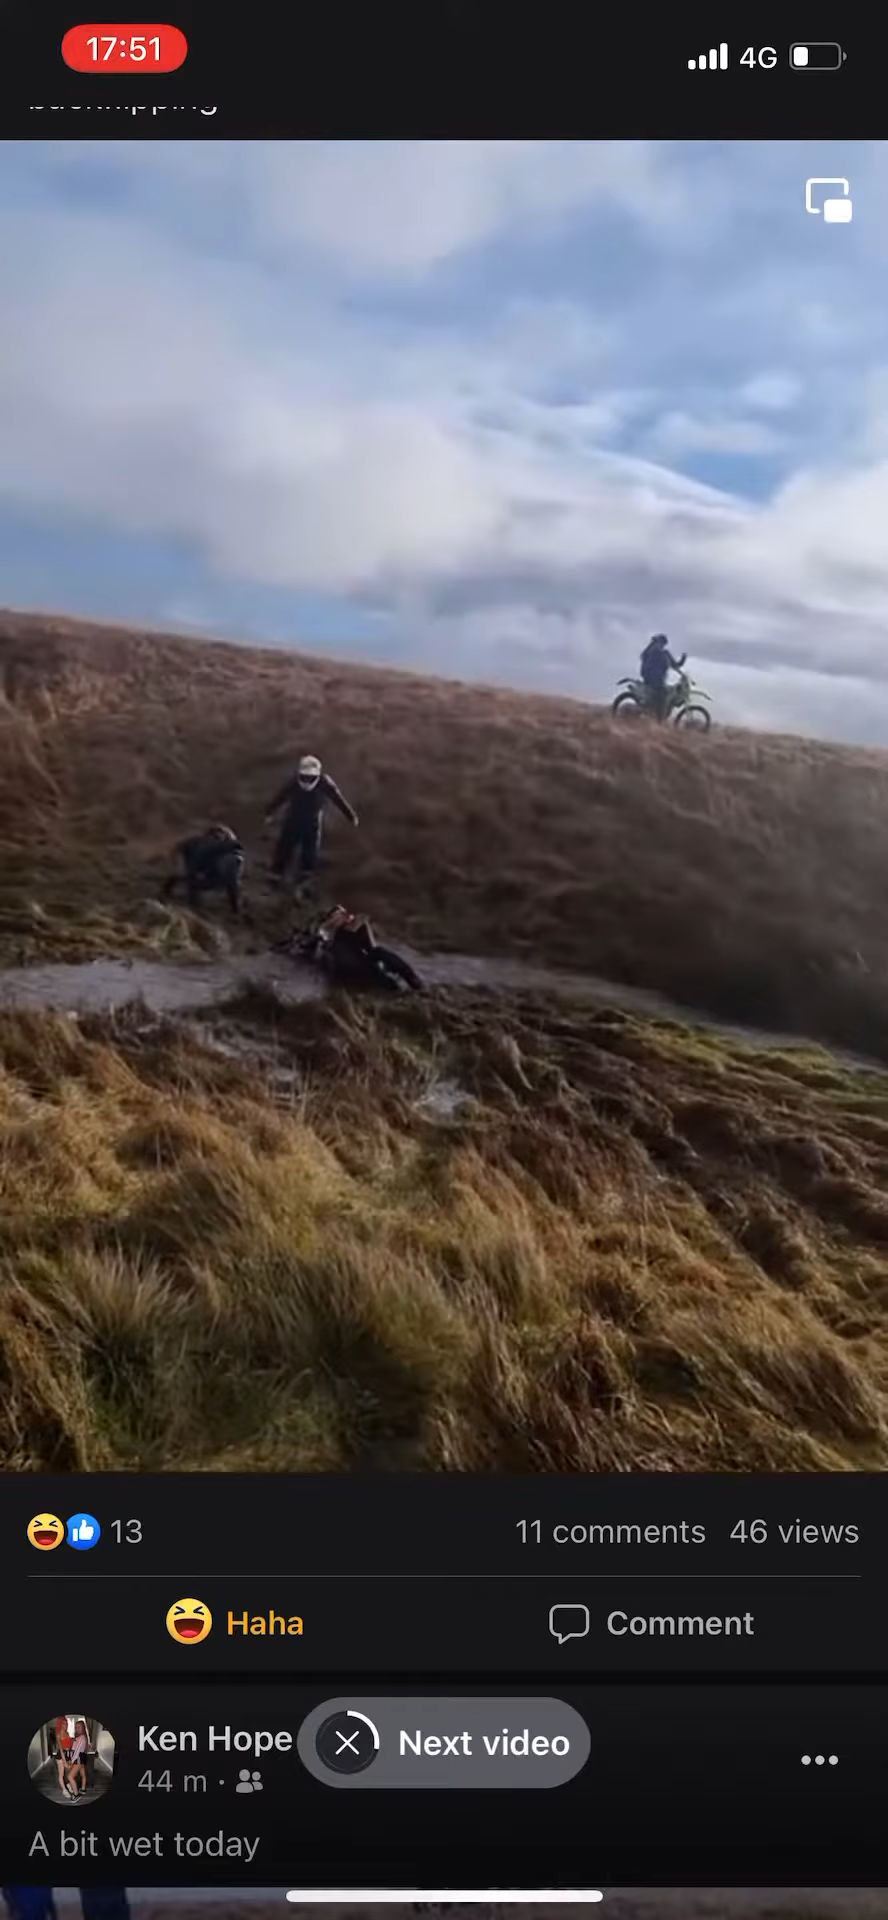 17:51
4G
13
11 comments 46 views
Haha
Comment
Ken Hope
Next video
44 m ·
A bit wet today